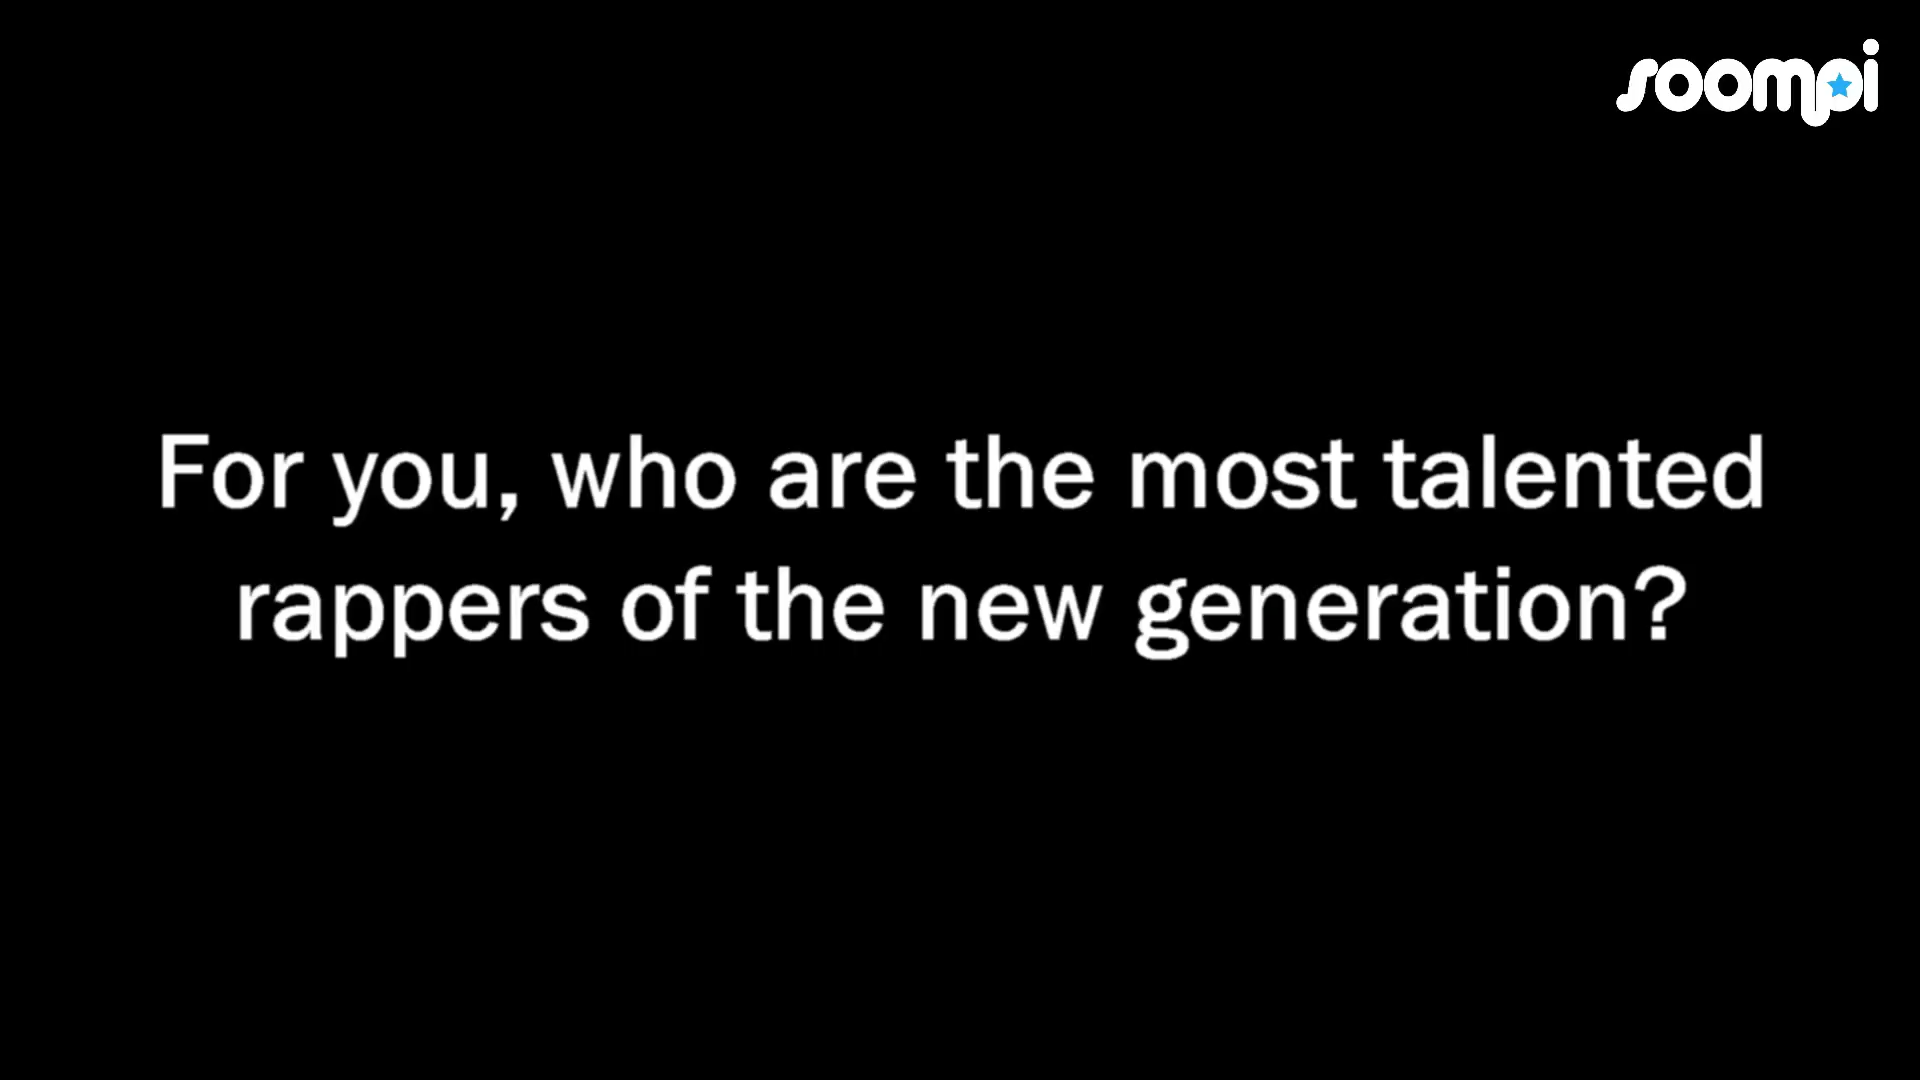 soompi
For you, who are the most talented
rappers of the new generation?